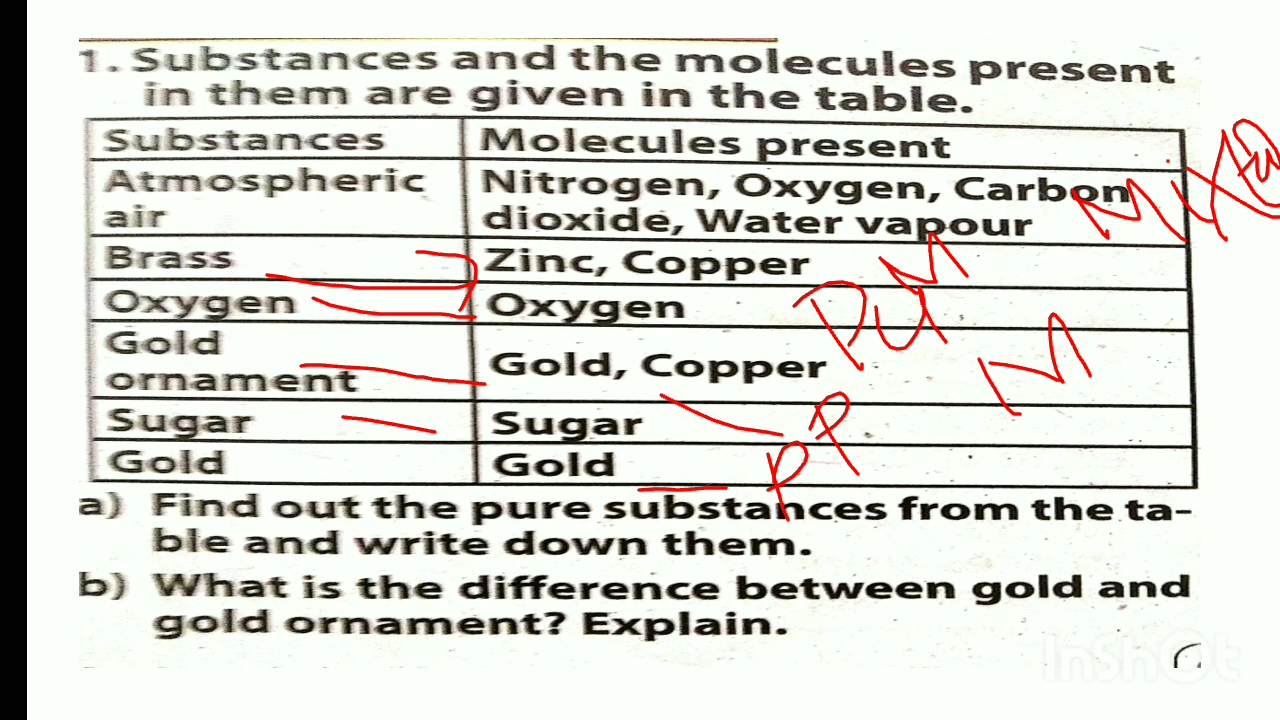 1. Substances and the molecules present
in them are given in the table.
Substances Molecules present
Atmospheric air Nitrogen, Oxygen, Carbon
dioxide, Water vapour
Brass Zinc, Copper
Oxygen Oxygen
Gold ornament Gold, Copper
Sugar Sugar
Gold Gold
M
M
P
P
a) Find out the pure substances from the ta-
ble and write down them.
b) What is the difference between gold and
gold ornament? Explain.
InShOt